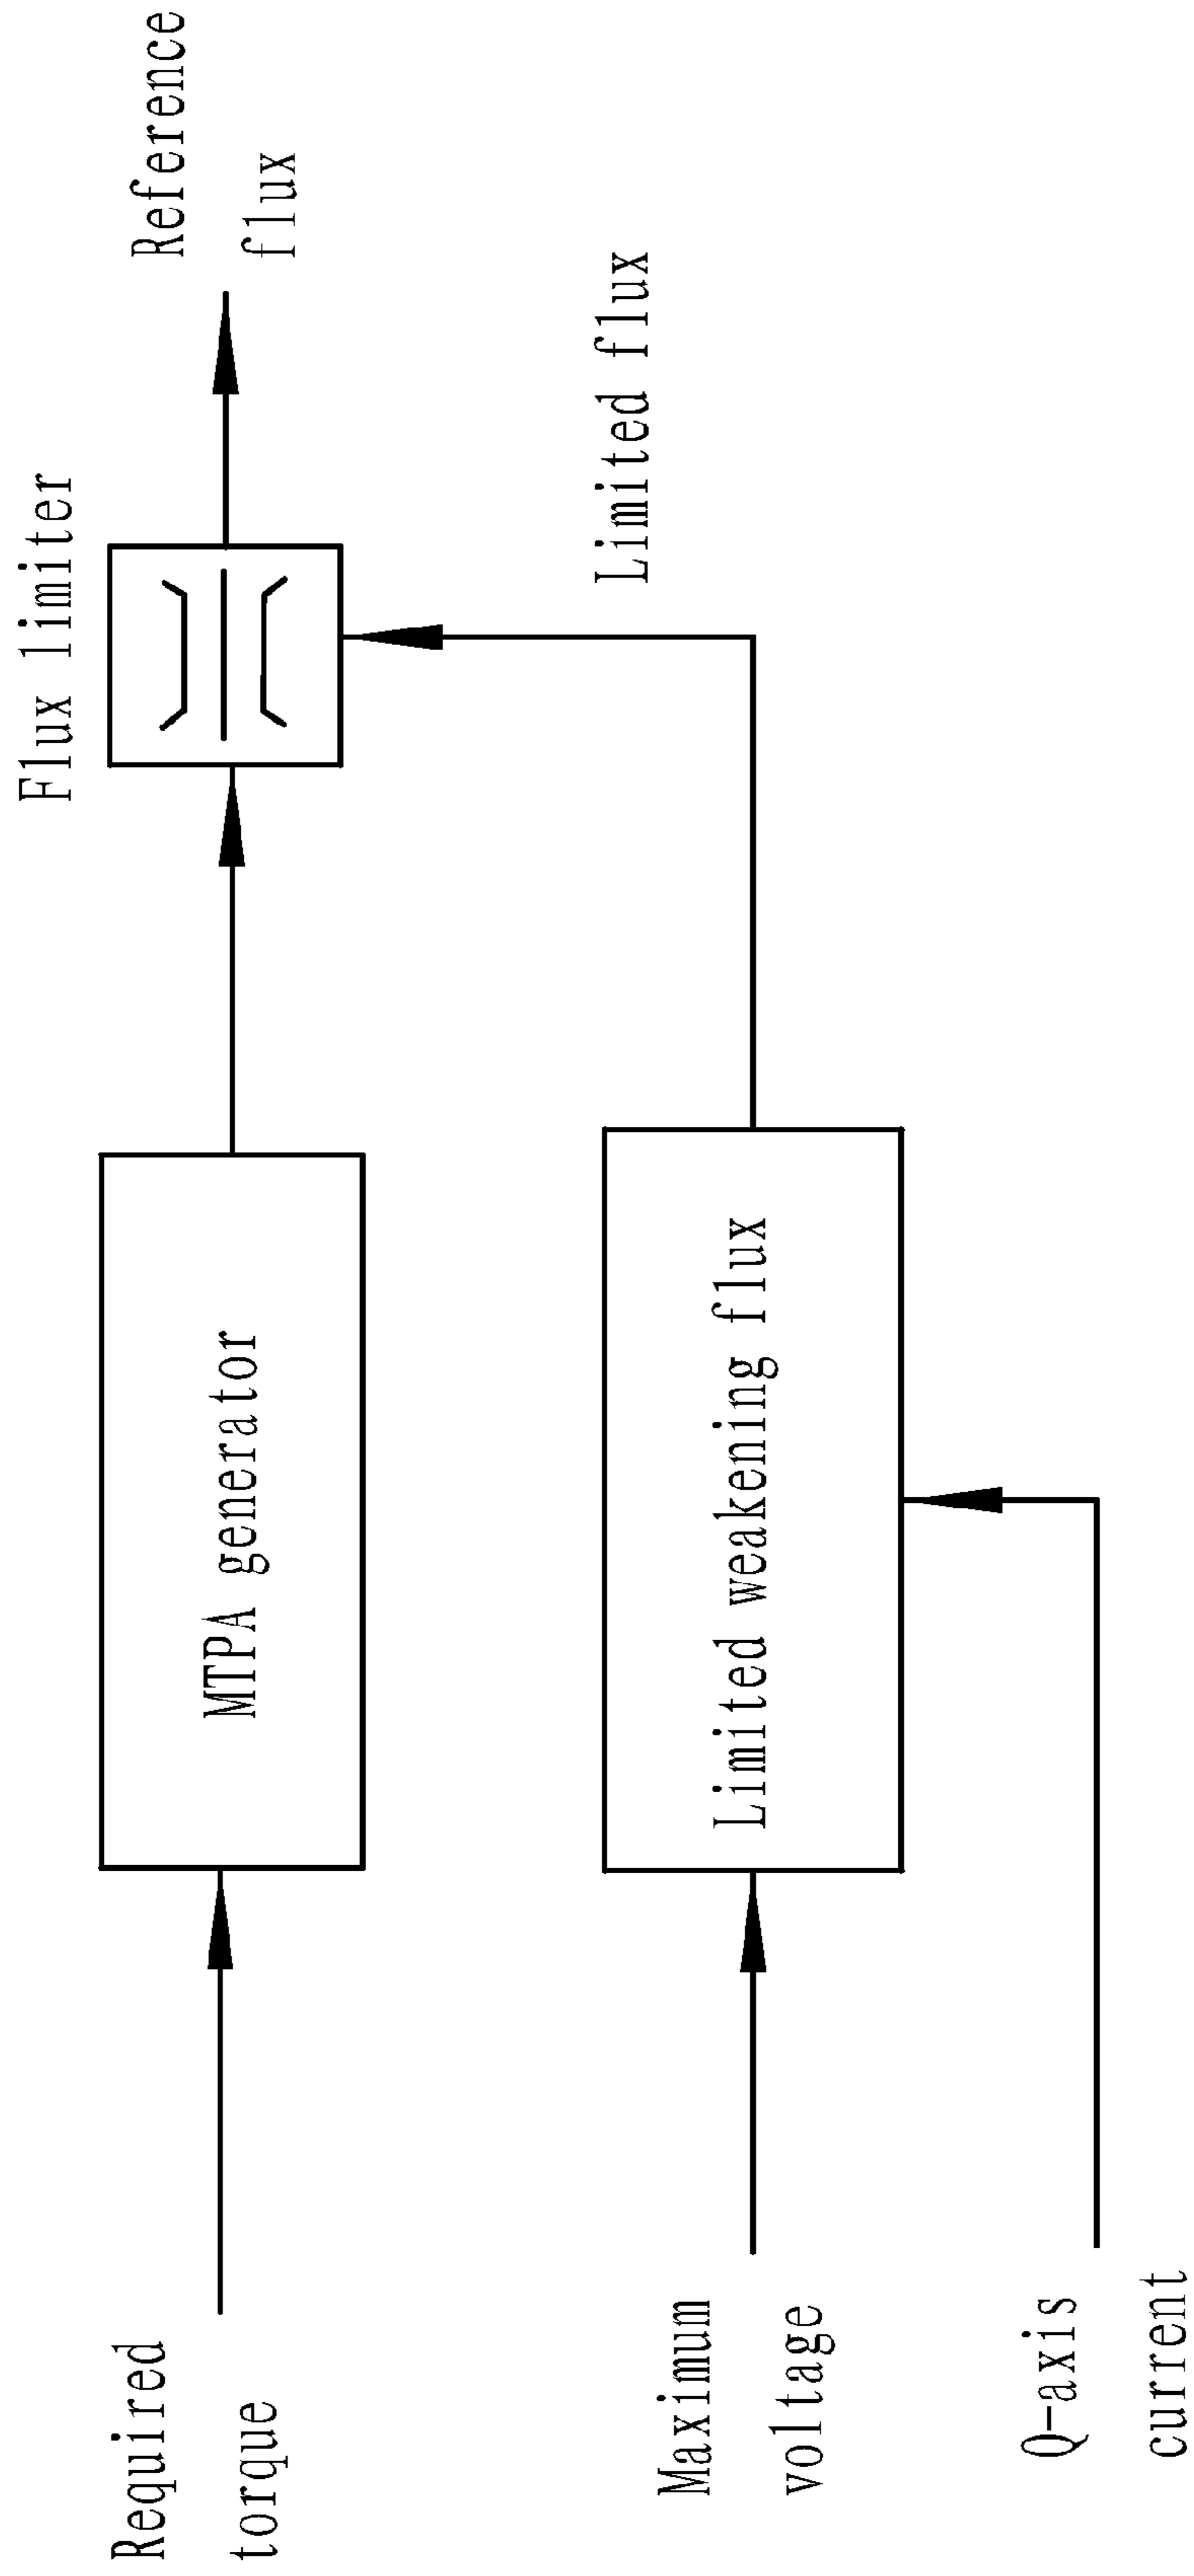 Flux limiter
Required
torque
MTPA generator
Reference
flux
Limited flux
Maximum
voltage
Limited weakening flux
Q-axis
current